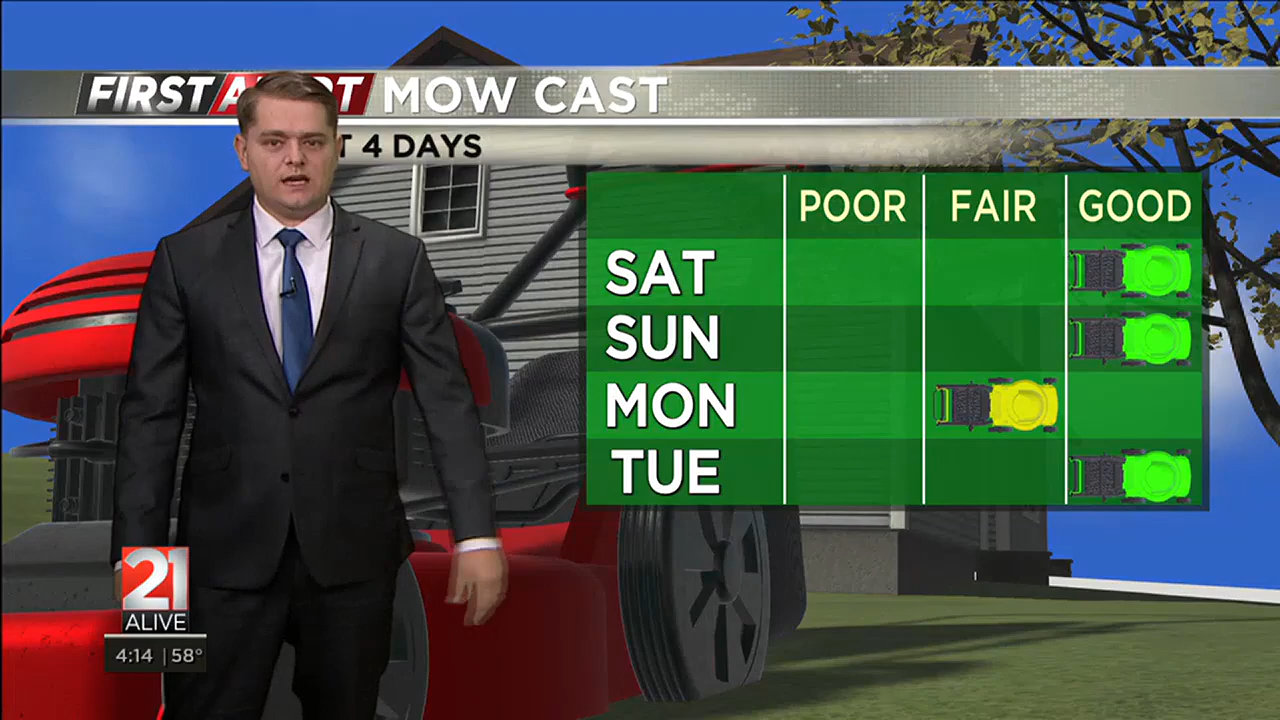 FIRST MOW CAST
4 DAYS
POOR FAIR GOOD
SAT
SUN
MON
TUE
21
ALIVE
4:14 | 58°